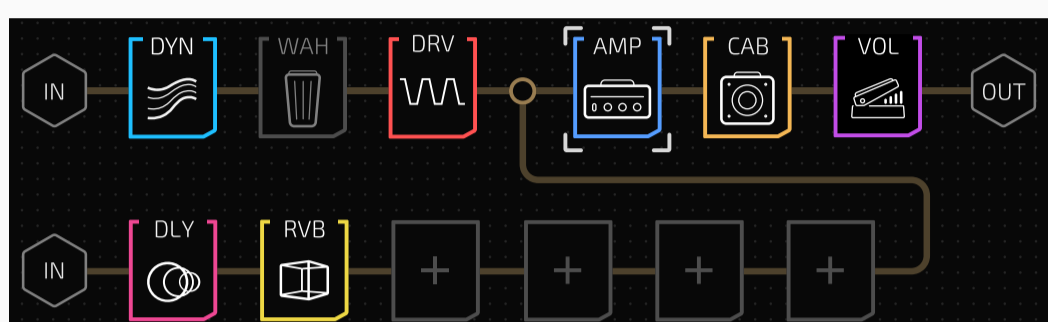 DYN WAH DRV AMP CAB VOL
IN OUT
DLY RVB
IN + + + +